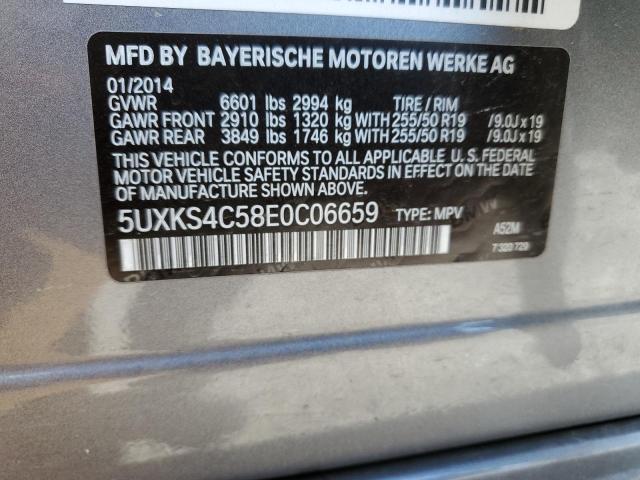 MFD BY BAYERISCHE MOTOREN WERKE AG
01/2014
GVWR 6601 lbs 2994 kg TIRE / RIM
GAWR FRONT 2910 lbs 1320 kg WITH 255/50 R19 /9.0J x 19
GAWR REAR 3849 lbs 1746 kg WITH 255/50 R19 /9.0J x 19
THIS VEHICLE CONFORMS TO ALL APPLICABLE U.S. FEDERAL
MOTOR VEHICLE SAFETY STANDARDS IN EFFECT ON THE
DATE OF MANUFACTURE SHOWN ABOVE.
5UXKS4C58E0C06659 TYPE: MPV
A52M